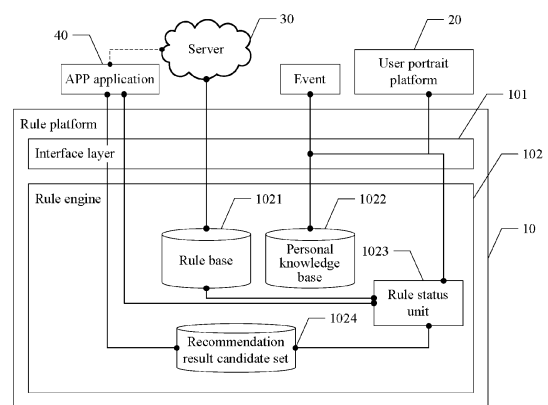 30
20
40
Server
APP application
Event
User portrait
platform
101
Rule platform
Interface layer
102
Rule engine
1021
1022
10
Rule base
Personal
knowledge
base
1023
Rule status
unit
1024
Recommendation
result candidate set